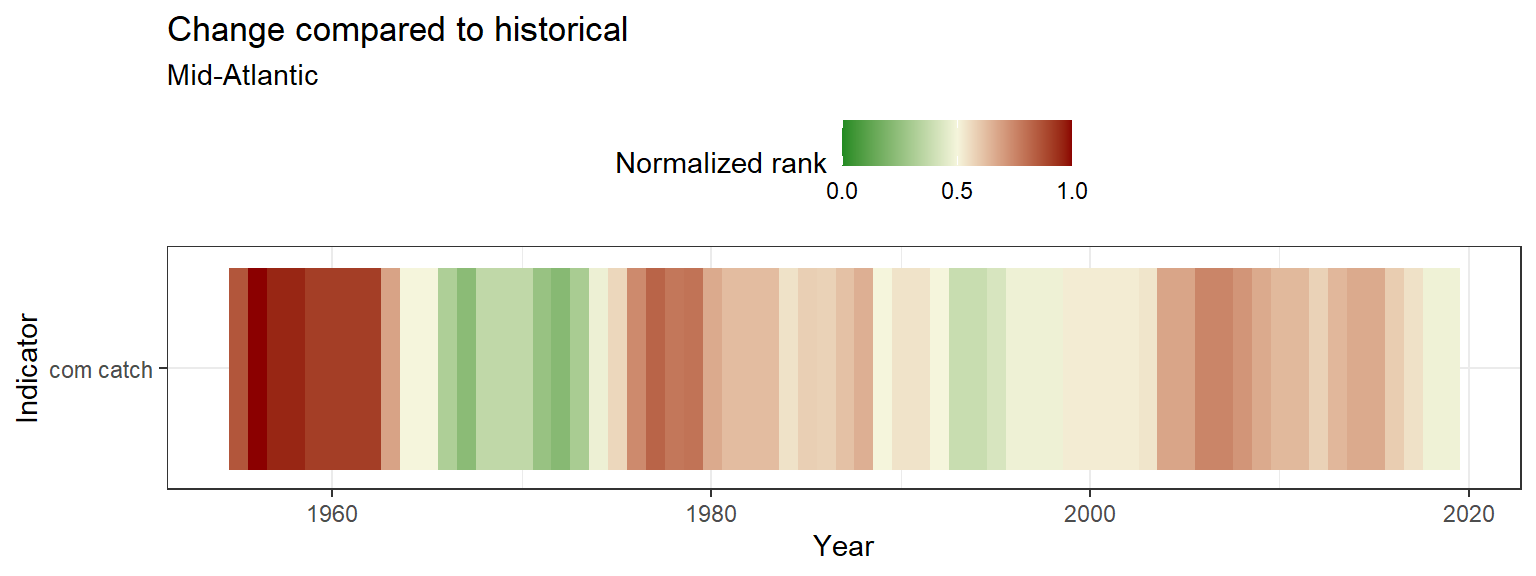 Change compared to historical
Mid-Atlantic
Normalized rank
0.0 0.5 1.0
Indicator
com catch
1960 1980 2000 2020
Year